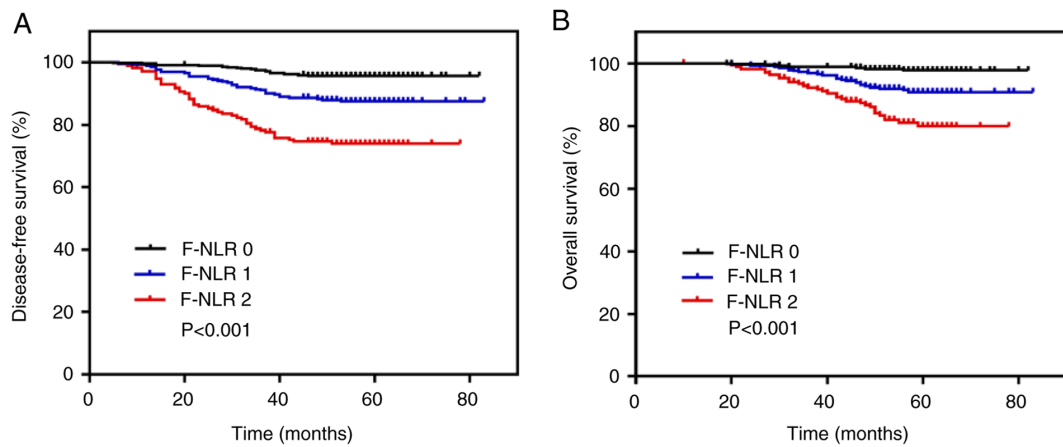 A
Disease-free survival (%)
100
80
60
40
20
0
F-NLR 0
F-NLR 1
F-NLR 2
P<0.001
0 20 40 60 80
Time (months)
B
Overall survival (%)
100
80
60
40
20
0
F-NLR 0
F-NLR 1
F-NLR 2
P<0.001
0 20 40 60 80
Time (months)